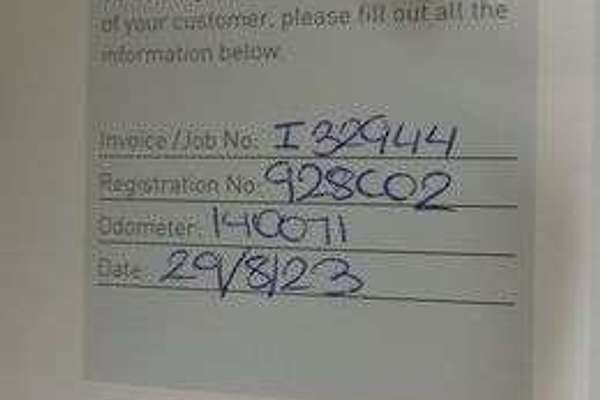 of your customer, please fill out all the
information below.
Invoice/Job No: I 32944
Registration No 928CO2
Odometer: 140071
Date 29/8/23